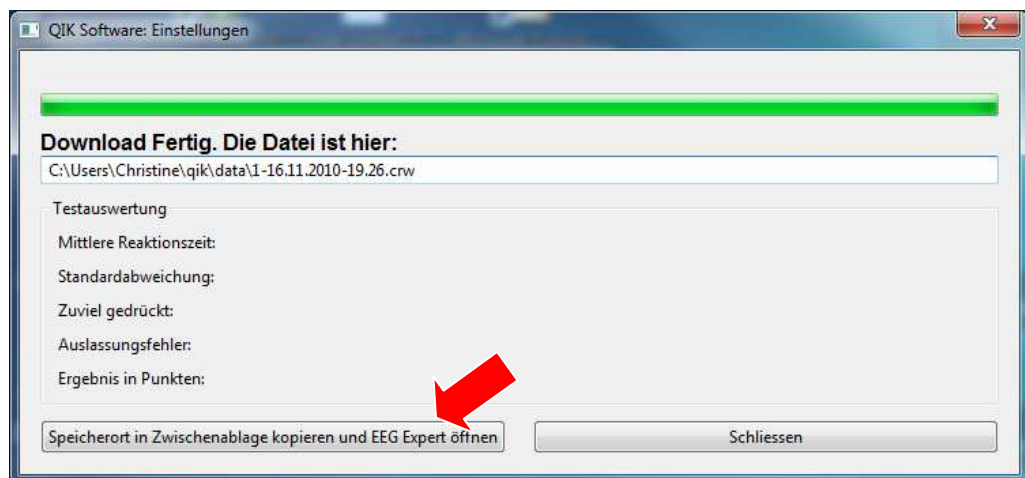 QIK Software: Einstellungen
Download Fertig. Die Datei ist hier:
C:\Users\Christine\qik\data\1-16.11.2010-19.26.crw
Testauswertung
Mittlere Reaktionszeit:
Standardabweichung:
Zuviel gedrückt:
Auslassungsfehler:
Ergebnis in Punkten:
Speicherort in Zwischenablage kopieren und EEG Expert öffnen
Schliessen